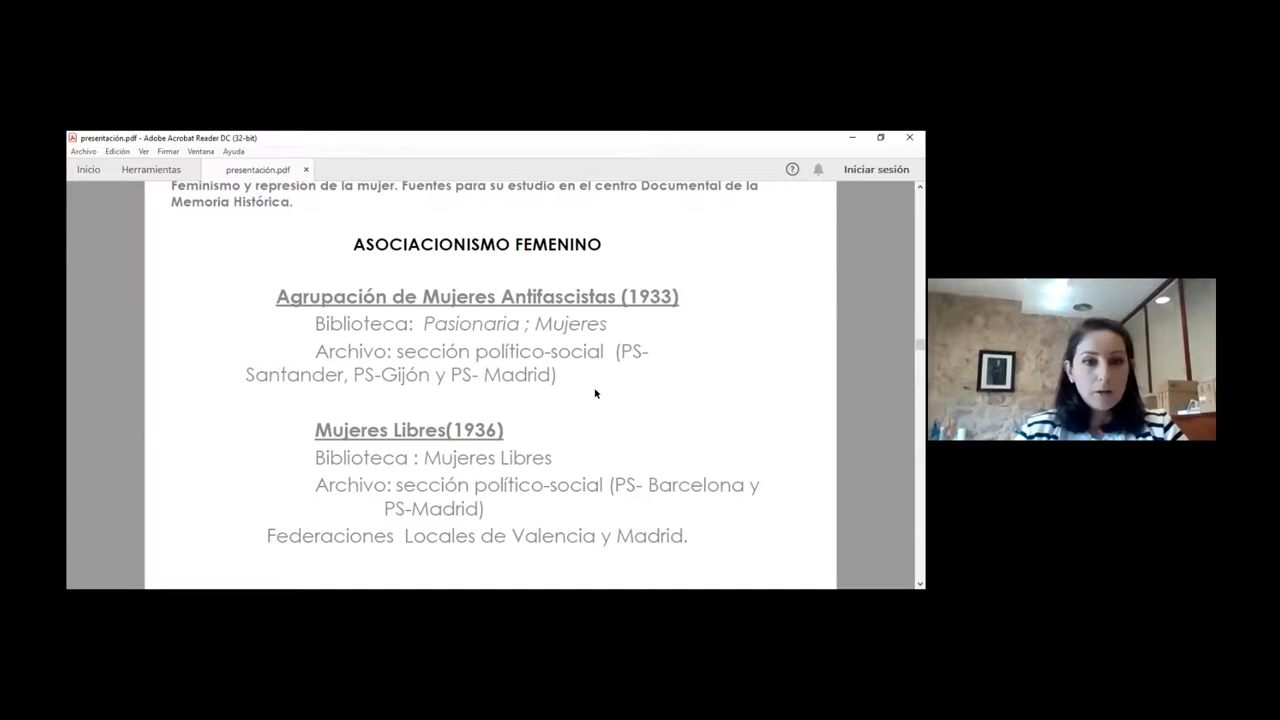 presentación.pdf - Adobe Acrobat Reader DC (32-bit)
Archivo Edición Ver Firmar Ventana Ayuda
Inicio Herramientas presentación.pdf × ? Iniciar sesión
Feminismo y represión de la mujer. Fuentes para su estudio en el centro Documental de la
Memoria Histórica.
ASOCIACIONISMO FEMENINO
Agrupación de Mujeres Antifascistas (1933)
Biblioteca: Pasionaria ; Mujeres
Archivo: sección político-social (PS-
Santander, PS-Gijón y PS- Madrid)
Mujeres Libres(1936)
Biblioteca : Mujeres Libres
Archivo: sección político-social (PS- Barcelona y
PS-Madrid)
Federaciones Locales de Valencia y Madrid.